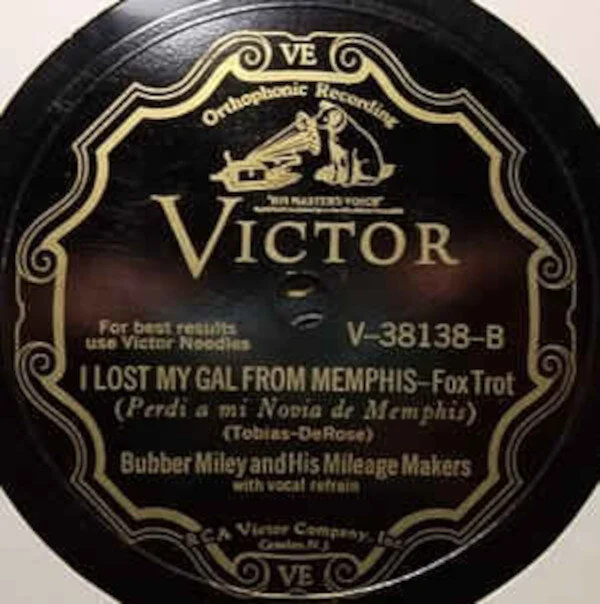 VE
Orthophonic Recording
"HIS MASTER'S VOICE"
VICTOR
For best results
use Victor Needles
V-38138-B
I LOST MY GAL FROM MEMPHIS-Fox Trot
(Perdi a mi Novia de Memphis)
(Tobias-DeRose)
Bubber Miley and His Mileage Makers
with vocal refrain
RCA Victor Company, Inc.
Camden, N.J.
VE